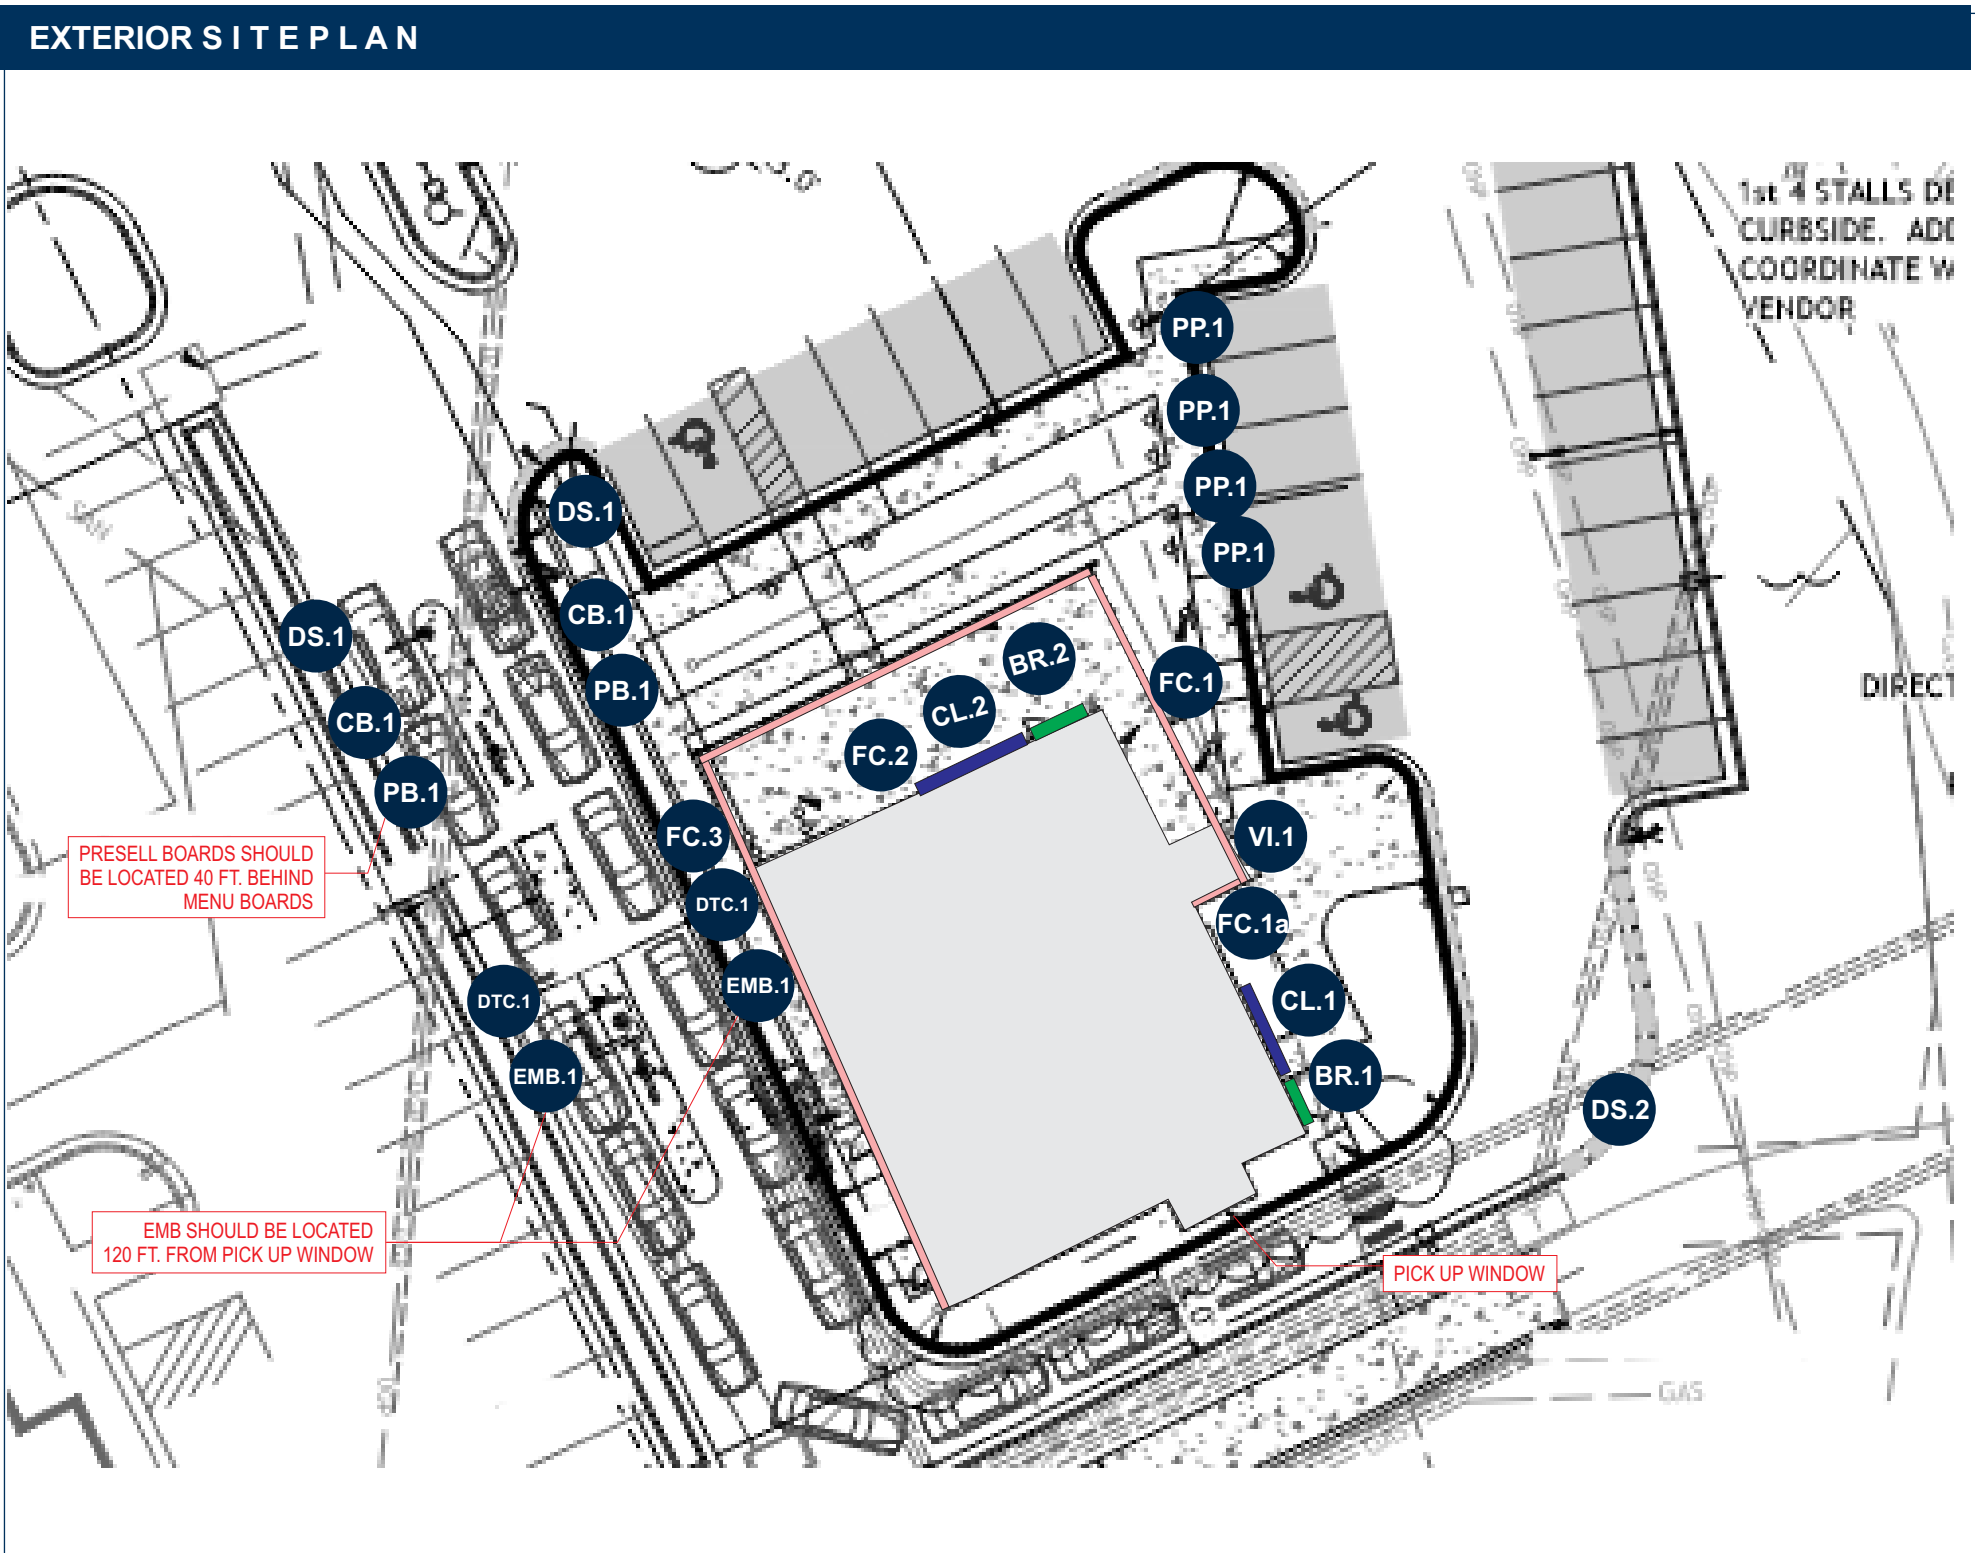 EXTERIOR S I T E P L A N
1st 4 STALLS DE
CURBSIDE. ADD
COORDINATE W
VENDOR
PP.1
PP.1
PP.1
PP.1
DS.1
CB.1
PB.1
DS.1
CB.1
PB.1
BR.2
CL.2
FC.2
FC.1
DIRECT
FC.3
DTC.1
EMB.1
VI.1
FC.1a
CL.1
BR.1
DS.2
PRESELL BOARDS SHOULD
BE LOCATED 40 FT. BEHIND
MENU BOARDS
DTC.1
EMB.1
EMB SHOULD BE LOCATED
120 FT. FROM PICK UP WINDOW
PICK UP WINDOW
GAS